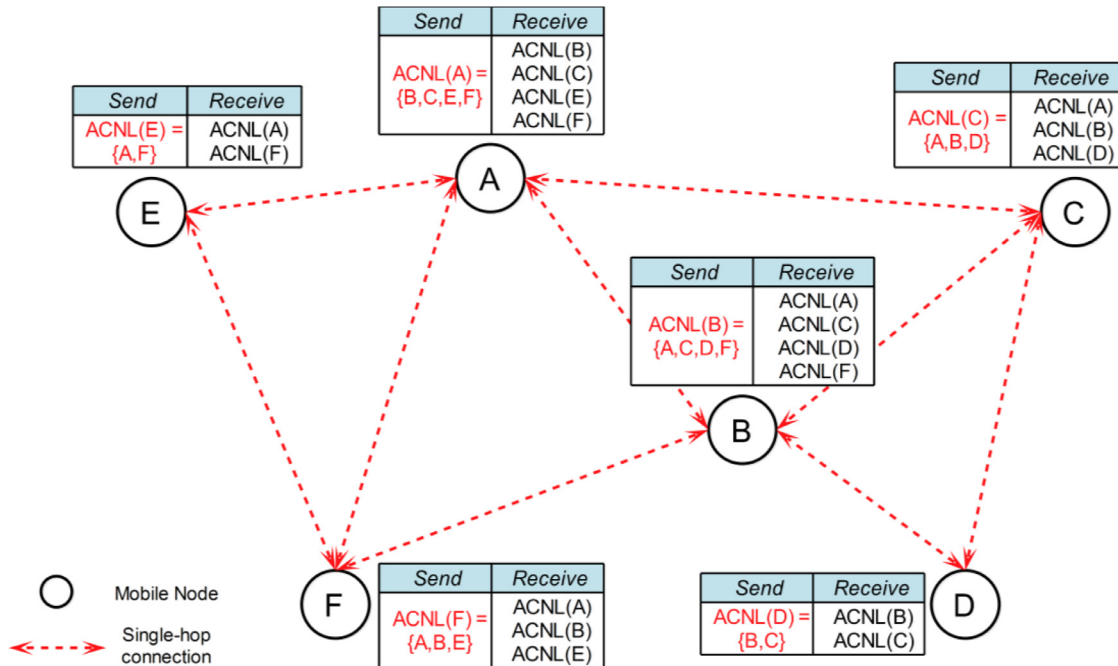 Send Receive
ACNL(A) =
{B,C,E,F}
ACNL(B)
ACNL(C)
ACNL(E)
ACNL(F)
Send Receive
ACNL(E) =
{A,F}
ACNL(A)
ACNL(F)
Send Receive
ACNL(C) =
{A,B,D}
ACNL(A)
ACNL(B)
ACNL(D)
E
A
C
Send Receive
ACNL(B) =
{A,C,D,F}
ACNL(A)
ACNL(C)
ACNL(D)
ACNL(F)
B
F
Send Receive
ACNL(F) =
{A,B,E}
ACNL(A)
ACNL(B)
ACNL(E)
Send Receive
ACNL(D) =
{B,C}
ACNL(B)
ACNL(C)
D
Mobile Node
Single-hop
connection